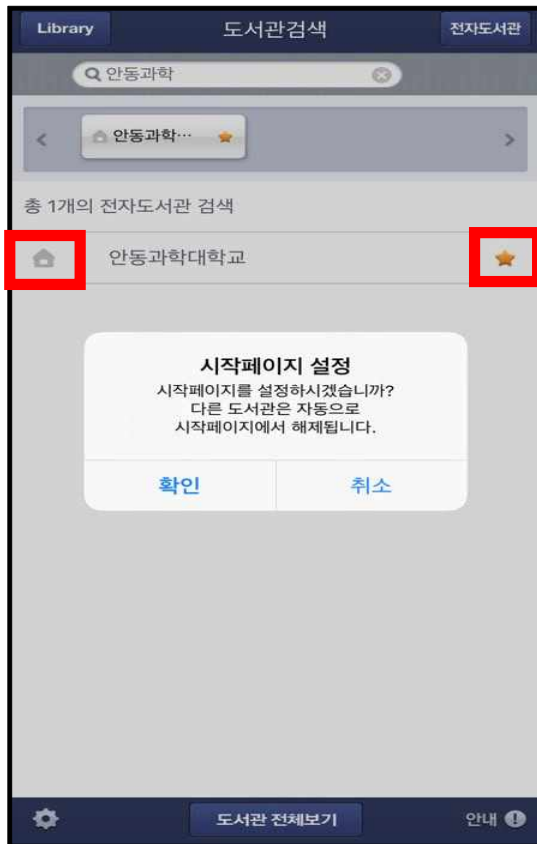 Library 도서관검색 전자도서관
안동과학
안동과학…
총 1개의 전자도서관 검색
안동과학대학교
시작페이지 설정
시작페이지를 설정하시겠습니까?
다른 도서관은 자동으로
시작페이지에서 해제됩니다.
확인 취소
도서관 전체보기 안내